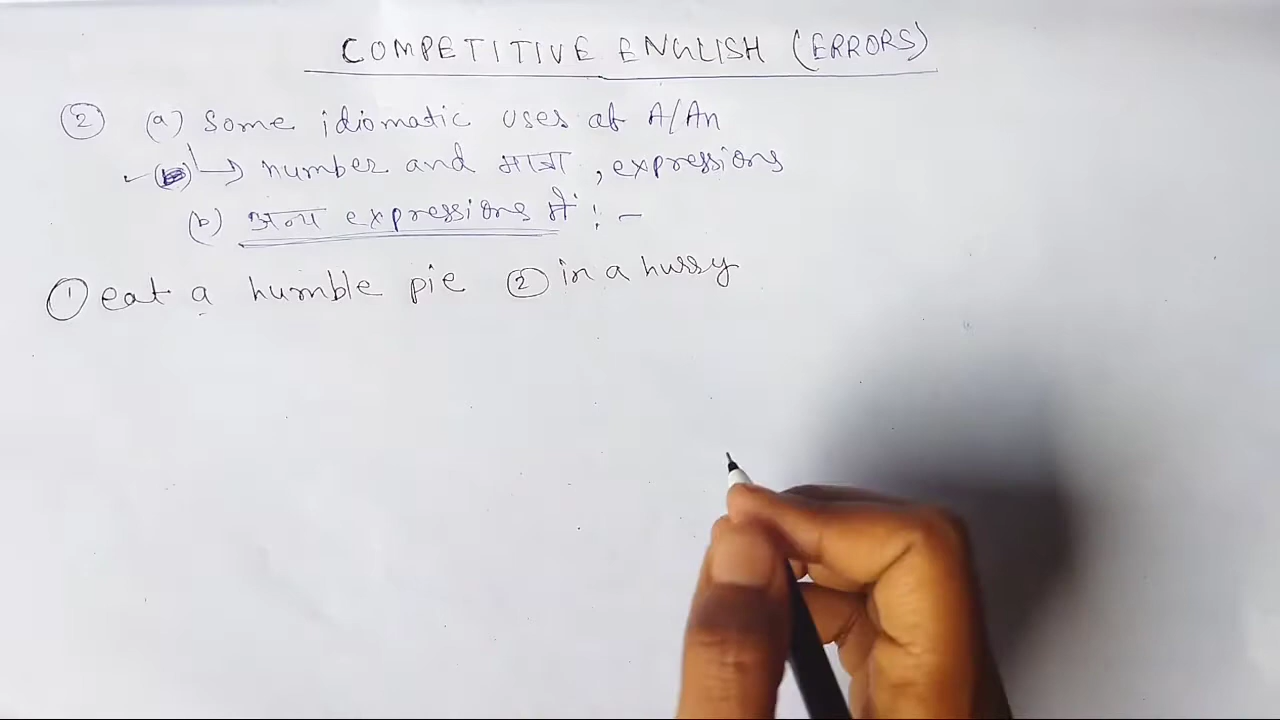 COMPETITIVE ENGLISH (ERRORS)
② (a) Some idiomatic uses of A/An
(b) → number and मात्रा, expressions
(b) अन्य expressions में :-
① eat a humble pie ② in a hurry